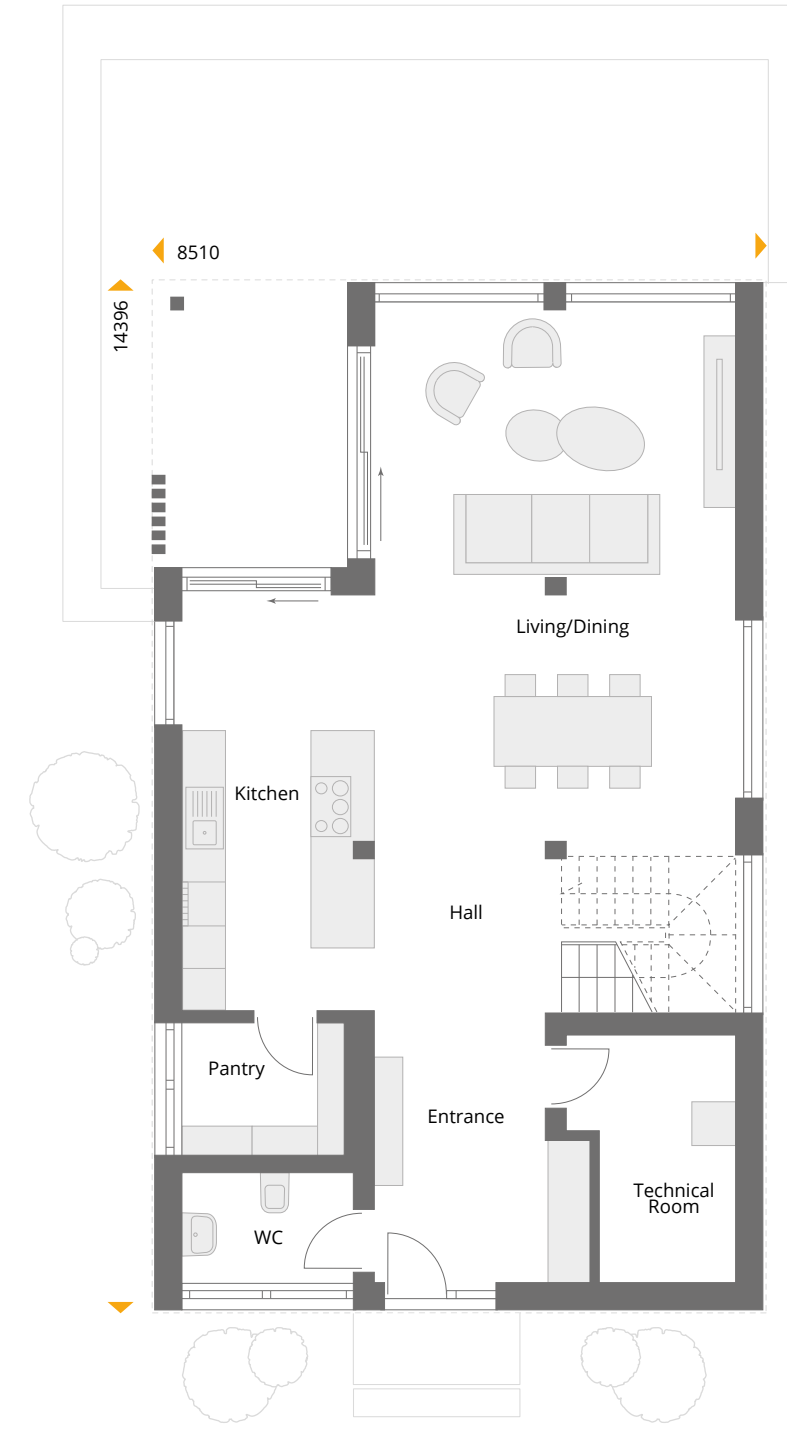 8510
14396
Living/Dining
Kitchen
Hall
Pantry
Entrance
Technical
Room
WC